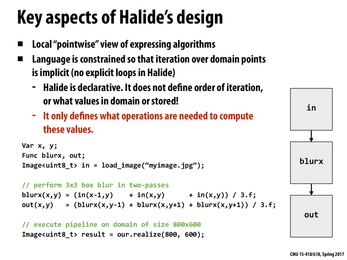 Key aspects of Halide's design
Local "pointwise" view of expressing algorithms
Language is constrained so that iteration over domain points
is implicit (no explicit loops in Halide)
- Halide is declarative. It does not define order of iteration,
or what values in domain or stored!
- It only defines what operations are needed to compute
these values.
Var x, y;
Func blurx, out;
Image<uint8_t> in = load_image("myimage.jpg");
// perform 3x3 box blur in two-passes
blurx(x,y) = (in(x-1,y) + in(x,y) + in(x,y)) / 3.f;
out(x,y) = (blurx(x,y-1) + blurx(x,y) + blurx(x,y+1)) / 3.f;
// execute pipeline on domain of size 800x600
Image<uint8_t> result = our.realize(800, 600);
in
blurx
out
CMU 15-418/618, Spring 2017